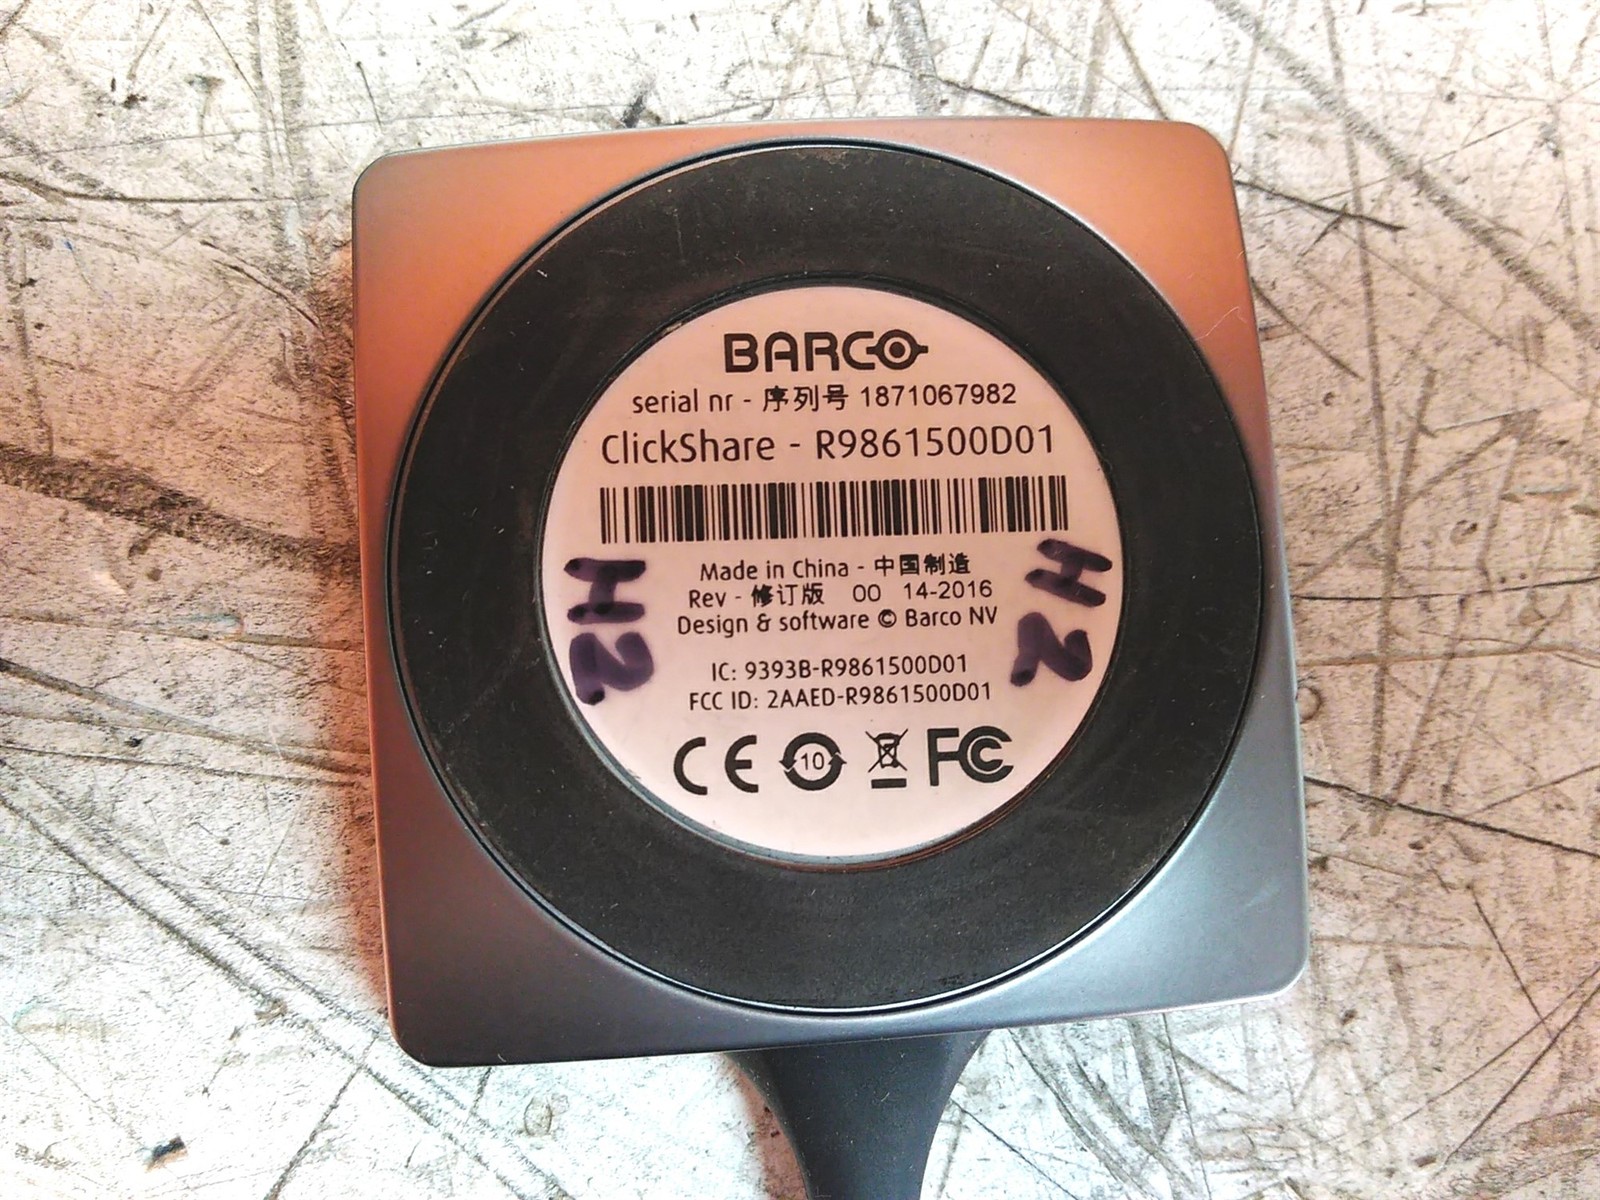 BARCO
serial nr - 序列号 1871067982
ClickShare - R9861500D01
Made in China - 中国制造
Rev - 修订版 00 14-2016
Design & software © Barco NV
H2
H2
IC: 9393B-R9861500D01
FCC ID: 2AAED-R9861500D01
CE 10 FC